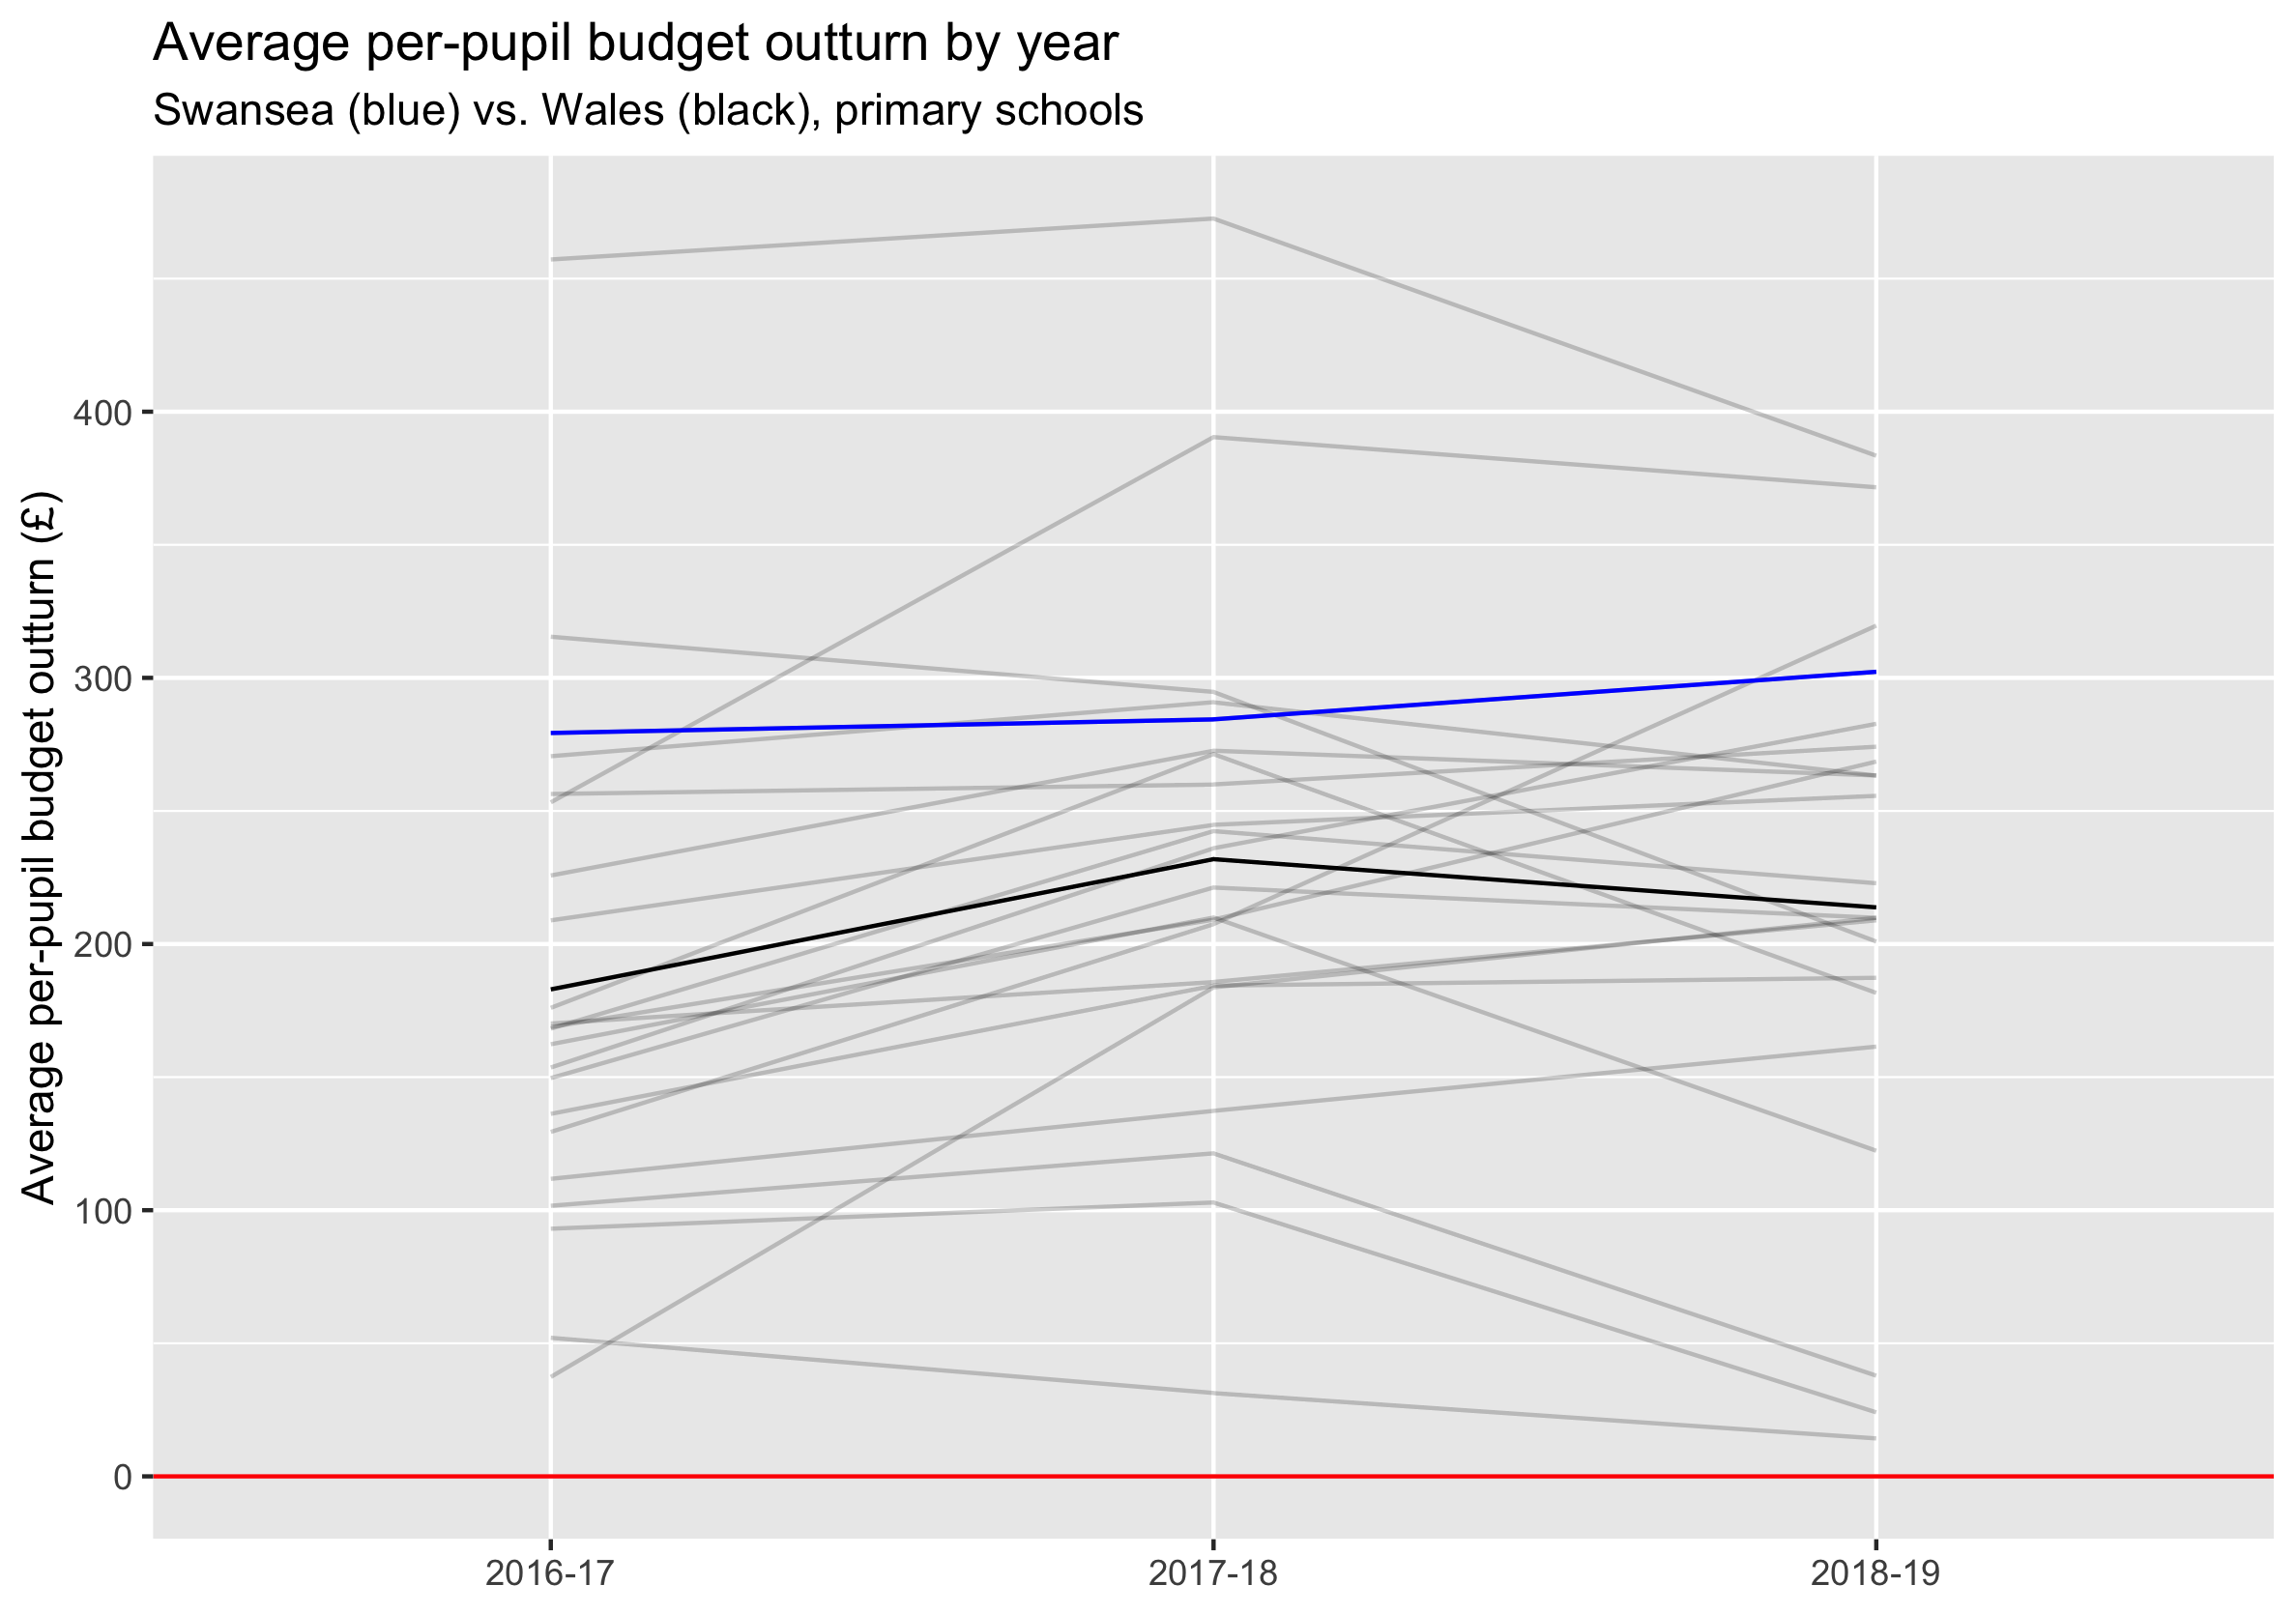 Average per-pupil budget outturn by year
Swansea (blue) vs. Wales (black), primary schools
Average per-pupil budget outturn (£)
400
300
200
100
0
2016-17 2017-18 2018-19